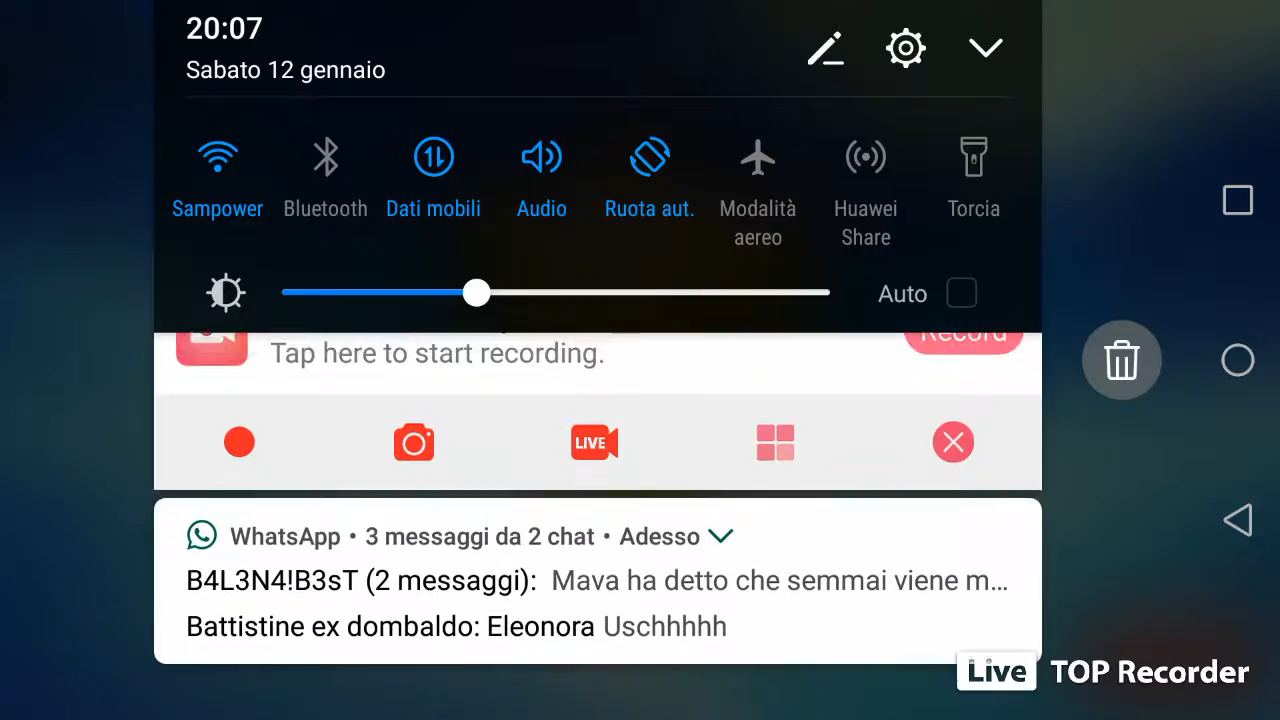 20:07
Sabato 12 gennaio
Sampower
Bluetooth
Dati mobili
Audio
Ruota aut.
Modalità
aereo
Huawei
Share
Torcia
Auto
Record
Tap here to start recording.
LIVE
WhatsApp • 3 messaggi da 2 chat • Adesso
B4L3N4!B3sT (2 messaggi): Mava ha detto che semmai viene m...
Battistine ex dombaldo: Eleonora Uschhhhh
Live TOP Recorder